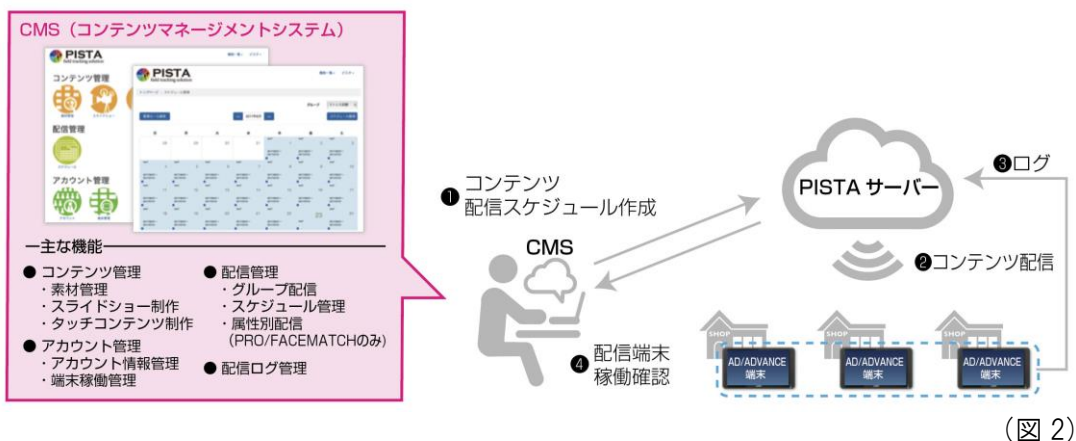 CMS（コンテンツマネージメントシステム）
PISTA
field tracking solution
コンテンツ管理
配信管理
アカウント管理
PISTA
field tracking solution
ー主な機能ー
● コンテンツ管理
・素材管理
・スライドショー制作
・タッチコンテンツ制作
● アカウント管理
・アカウント情報管理
・端末稼働管理
● 配信管理
・グループ配信
・スケジュール管理
・属性別配信
（PRO/FACEMATCHのみ）
● 配信ログ管理
❶ コンテンツ
配信スケジュール作成
CMS
❹ 配信端末
稼働確認
PISTA サーバー
❸ログ
❷コンテンツ配信
SHOP
SHOP
SHOP
AD/ADVANCE
端末
AD/ADVANCE
端末
AD/ADVANCE
端末
（図 2）